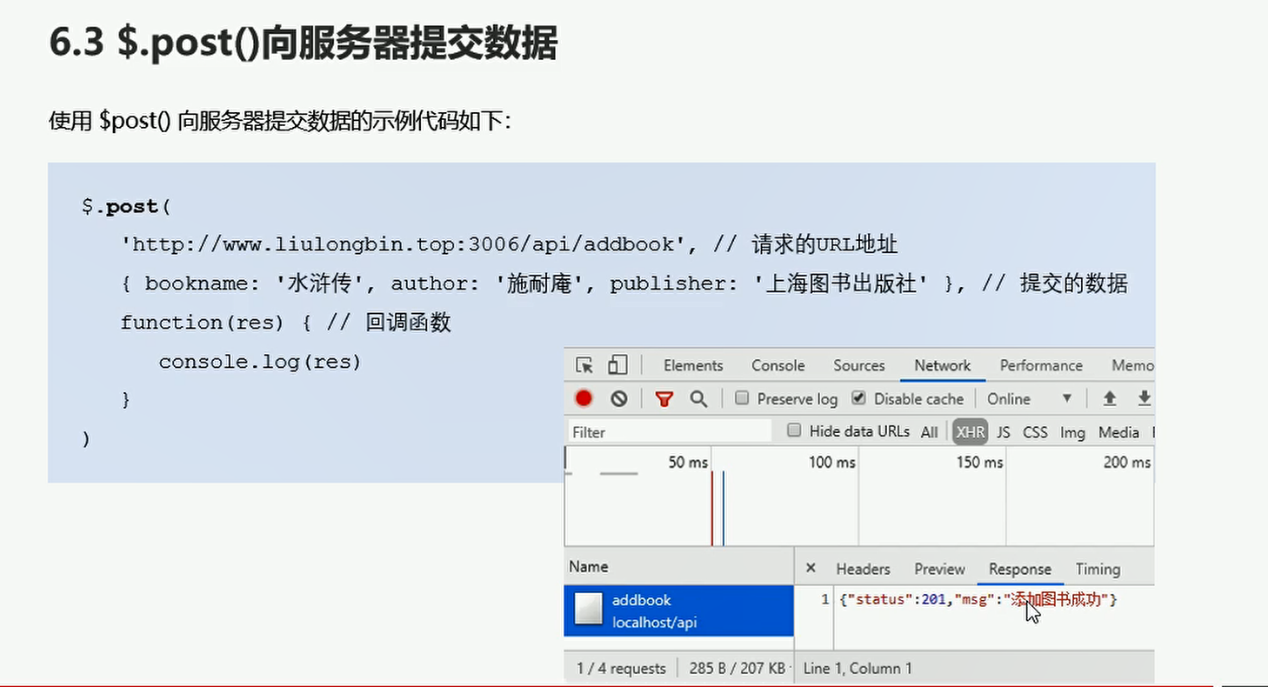 6.3 $.post()向服务器提交数据
使用 $post() 向服务器提交数据的示例代码如下：
$.post(
'http://www.liulongbin.top:3006/api/addbook', // 请求的URL地址
{ bookname: '水浒传', author: '施耐庵', publisher: '上海图书出版社' }, // 提交的数据
function(res) { // 回调函数
console.log(res)
}
)
Elements Console Sources Network Performance Memo
Preserve log Disable cache Online
Filter Hide data URLs All XHR JS CSS Img Media
50 ms 100 ms 150 ms 200 ms
Name × Headers Preview Response Timing
addbook
localhost/api
1 {"status":201,"msg":"添加图书成功"}
1 / 4 requests 285 B / 207 KB Line 1, Column 1